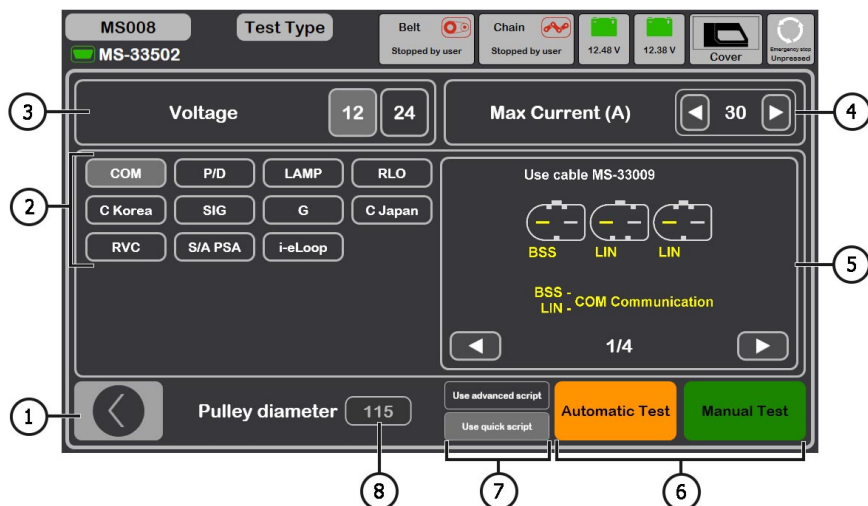 MS008
Test Type
MS-33502
Belt
Stopped by user
Chain
Stopped by user
12.48 V
12.38 V
Cover
Emergency stop
Unpressed
3
Voltage
12
24
Max Current (A)
30
4
2
COM
P/D
LAMP
RLO
C Korea
SIG
G
C Japan
RVC
S/A PSA
i-eLoop
Use cable MS-33009
BSS
LIN
LIN
BSS -
LIN - COM Communication
1/4
5
1
Pulley diameter
115
Use advanced script
Use quick script
Automatic Test
Manual Test
8
7
6